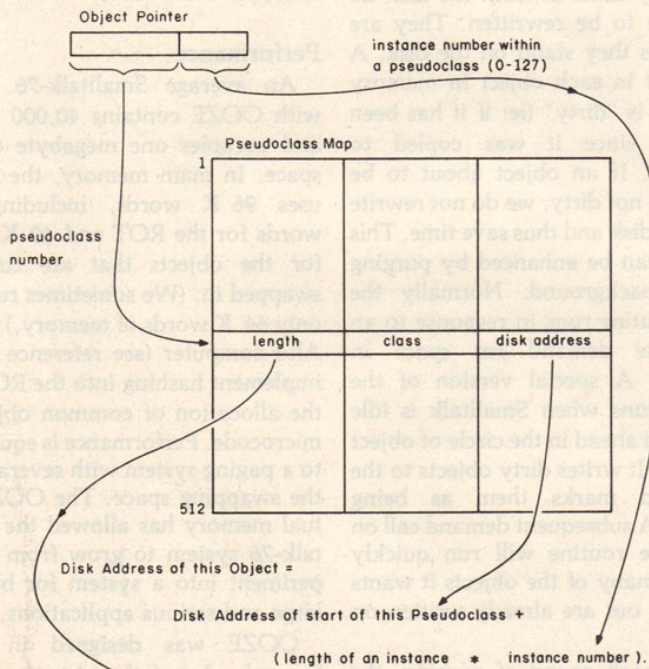 Object Pointer
instance number within
a pseudoclass (0-127)
Pseudoclass Map
1
pseudoclass
number
length class disk address
512
Disk Address of this Object =
Disk Address of start of this Pseudoclass +
(length of an instance * instance number).